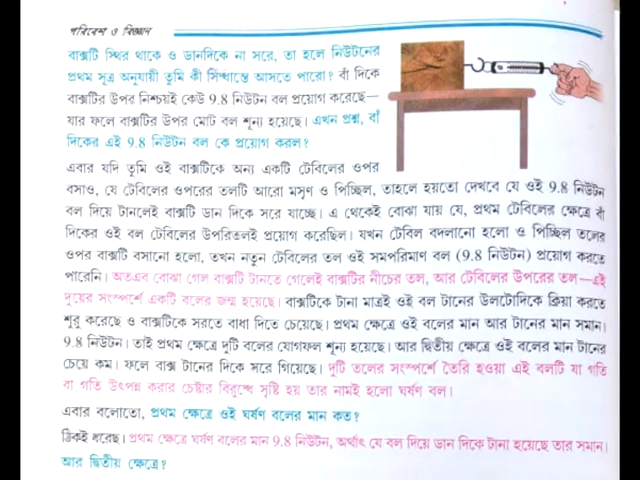 পরিবেশ ও বিজ্ঞান
বাক্সটি স্থির থাকে ও ডানদিকে না সরে, তা হলে নিউটনের
প্রথম সূত্র অনুযায়ী তুমি কী সিদ্ধান্তে আসতে পারো? বাঁ দিকে
বাক্সটির উপর নিশ্চয়ই কেউ 9.8 নিউটন বল প্রয়োগ করেছে—
যার ফলে বাক্সটির উপর মোট বল শূন্য হয়েছে। এখন প্রশ্ন, বাঁ
দিকের এই 9.8 নিউটন বল কে প্রয়োগ করল?
এবার যদি তুমি ওই বাক্সটিকে অন্য একটি টেবিলের ওপর
বসাও, যে টেবিলের ওপরের তলটি আরো মসৃণ ও পিচ্ছিল, তাহলে হয়তো দেখবে যে ওই 9.8 নিউটন
বল দিয়ে টানলেই বাক্সটি ডান দিকে সরে যাচ্ছে। এ থেকেই বোঝা যায় যে, প্রথম টেবিলের ক্ষেত্রে বাঁ
দিকের ওই বল টেবিলের উপরিতলই প্রয়োগ করেছিল। যখন টেবিল বদলানো হলো ও পিচ্ছিল তলের
ওপর বাক্সটি বসানো হলো, তখন নতুন টেবিলের তল ওই সমপরিমাণ বল (9.8 নিউটন) প্রয়োগ করতে
পারেনি। অতএব বোঝা গেল বাক্সটি টানতে গেলেই বাক্সটির নীচের তল, আর টেবিলের উপরের তল—এই
দুয়ের সংস্পর্শে একটি বলের জন্ম হয়েছে। বাক্সটিকে টানা মাত্রই ওই বল টানের উলটোদিকে ক্রিয়া করতে
শুরু করেছে ও বাক্সটিকে সরতে বাধা দিতে চেয়েছে। প্রথম ক্ষেত্রে ওই বলের মান আর টানের মান সমান।
9.8 নিউটন। তাই প্রথম ক্ষেত্রে দুটি বলের যোগফল শূন্য হয়েছে। আর দ্বিতীয় ক্ষেত্রে ওই বলের মান টানের
চেয়ে কম। ফলে বাক্স টানের দিকে সরে গিয়েছে। দুটি তলের সংস্পর্শে তৈরি হওয়া এই বলটি যা গতি
বা গতি উৎপন্ন করার চেষ্টার বিরুদ্ধে সৃষ্টি হয় তার নামই হলো ঘর্ষণ বল।
এবার বলোতো, প্রথম ক্ষেত্রে ওই ঘর্ষণ বলের মান কত?
ঠিকই ধরেছ। প্রথম ক্ষেত্রে ঘর্ষণ বলের মান 9.8 নিউটন, অর্থাৎ যে বল দিয়ে ডান দিকে টানা হয়েছে তার সমান।
আর দ্বিতীয় ক্ষেত্রে?